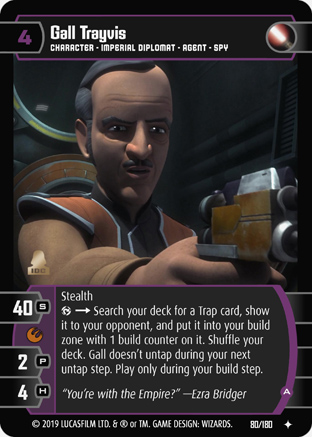 4
Gall Trayvis
CHARACTER • IMPERIAL DIPLOMAT • AGENT • SPY
100
40 S
2 P
4 H
Stealth
→ Search your deck for a Trap card, show
it to your opponent, and put it into your build
zone with 1 build counter on it. Shuffle your
deck. Gall doesn't untap during your next
untap step. Play only during your build step.
“You're with the Empire?” —Ezra Bridger
A
© 2019 LUCASFILM LTD. & ® or TM. GAME DESIGN: WIZARDS.
80/180